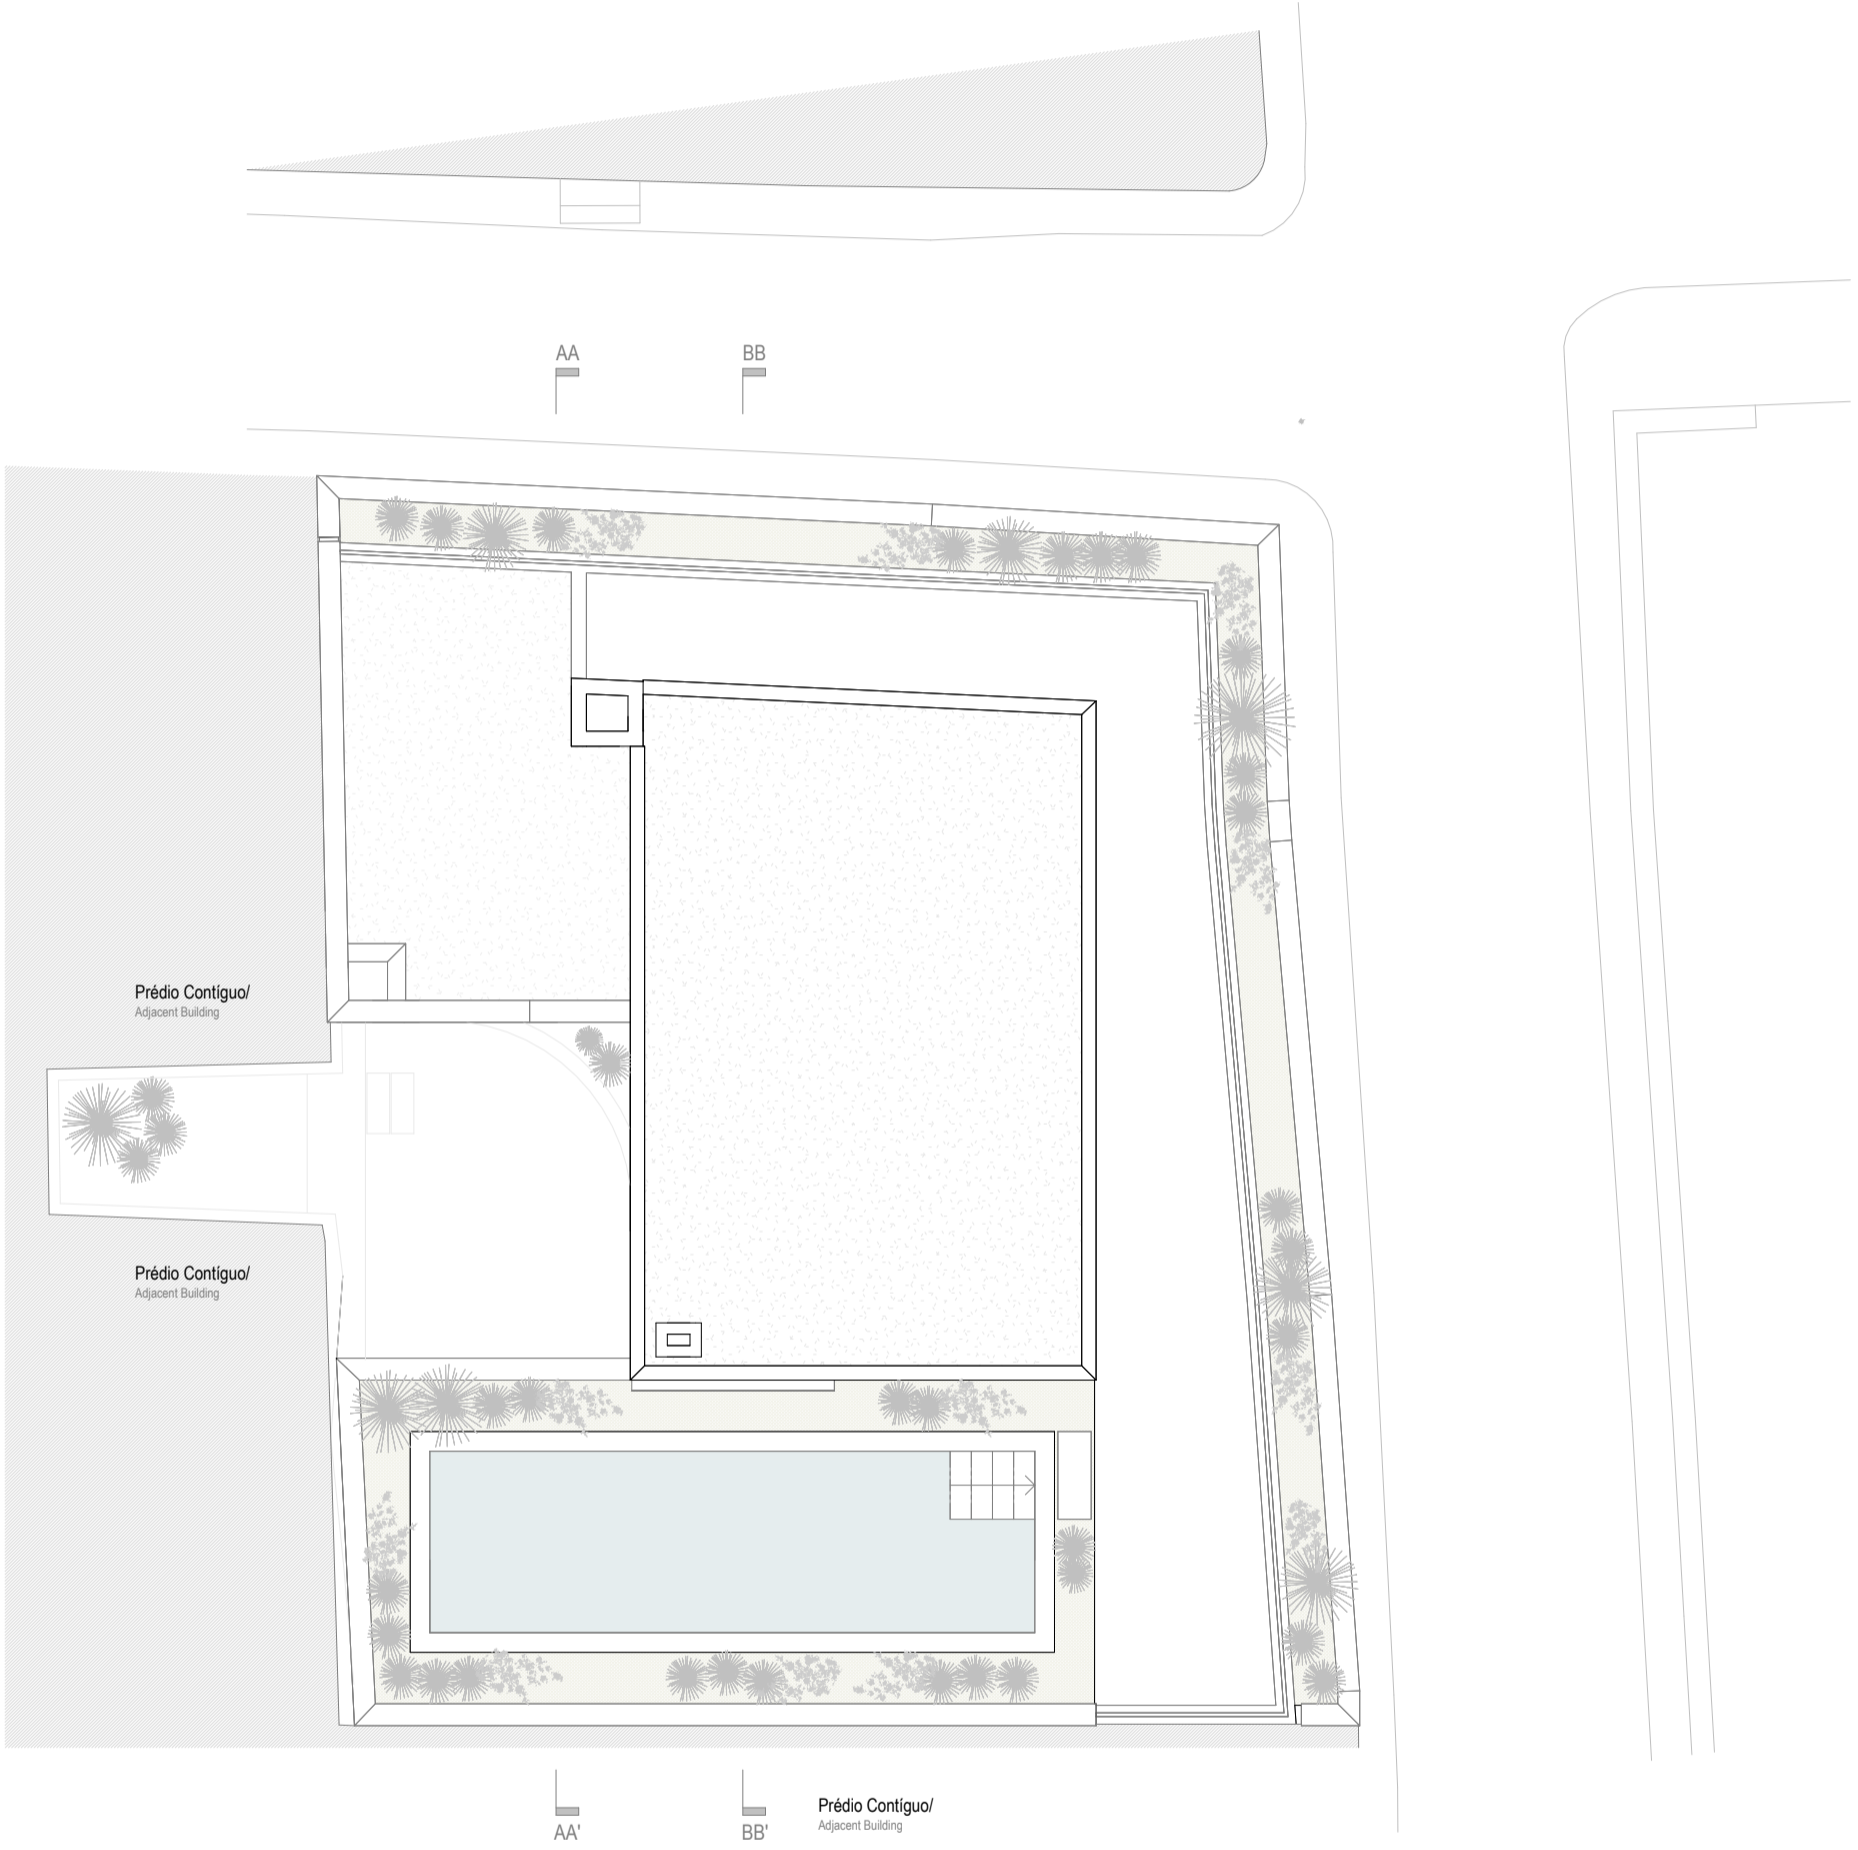 AA
BB
Prédio Contíguo/
Adjacent Building
Prédio Contíguo/
Adjacent Building
AA'
BB'
Prédio Contíguo/
Adjacent Building